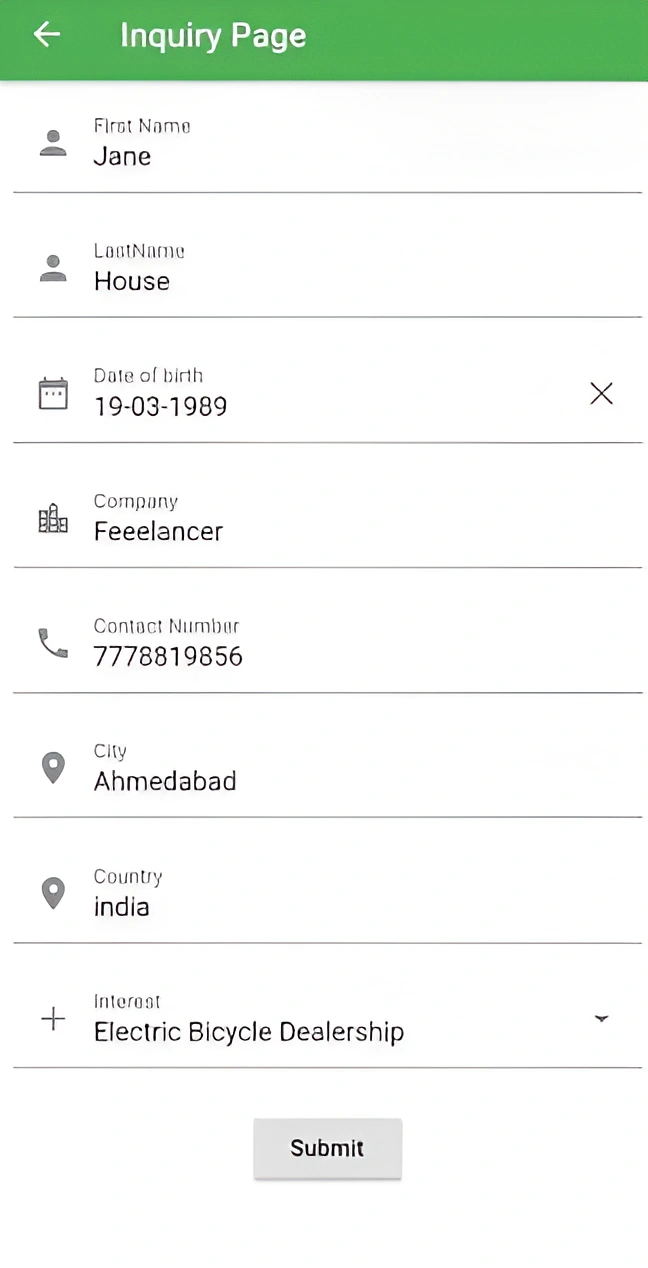 Inquiry Page
First Name
Jane
LastName
House
Date of birth
19-03-1989
Company
Feeelancer
Contact Number
7778819856
City
Ahmedabad
Country
india
Interest
Electric Bicycle Dealership
Submit